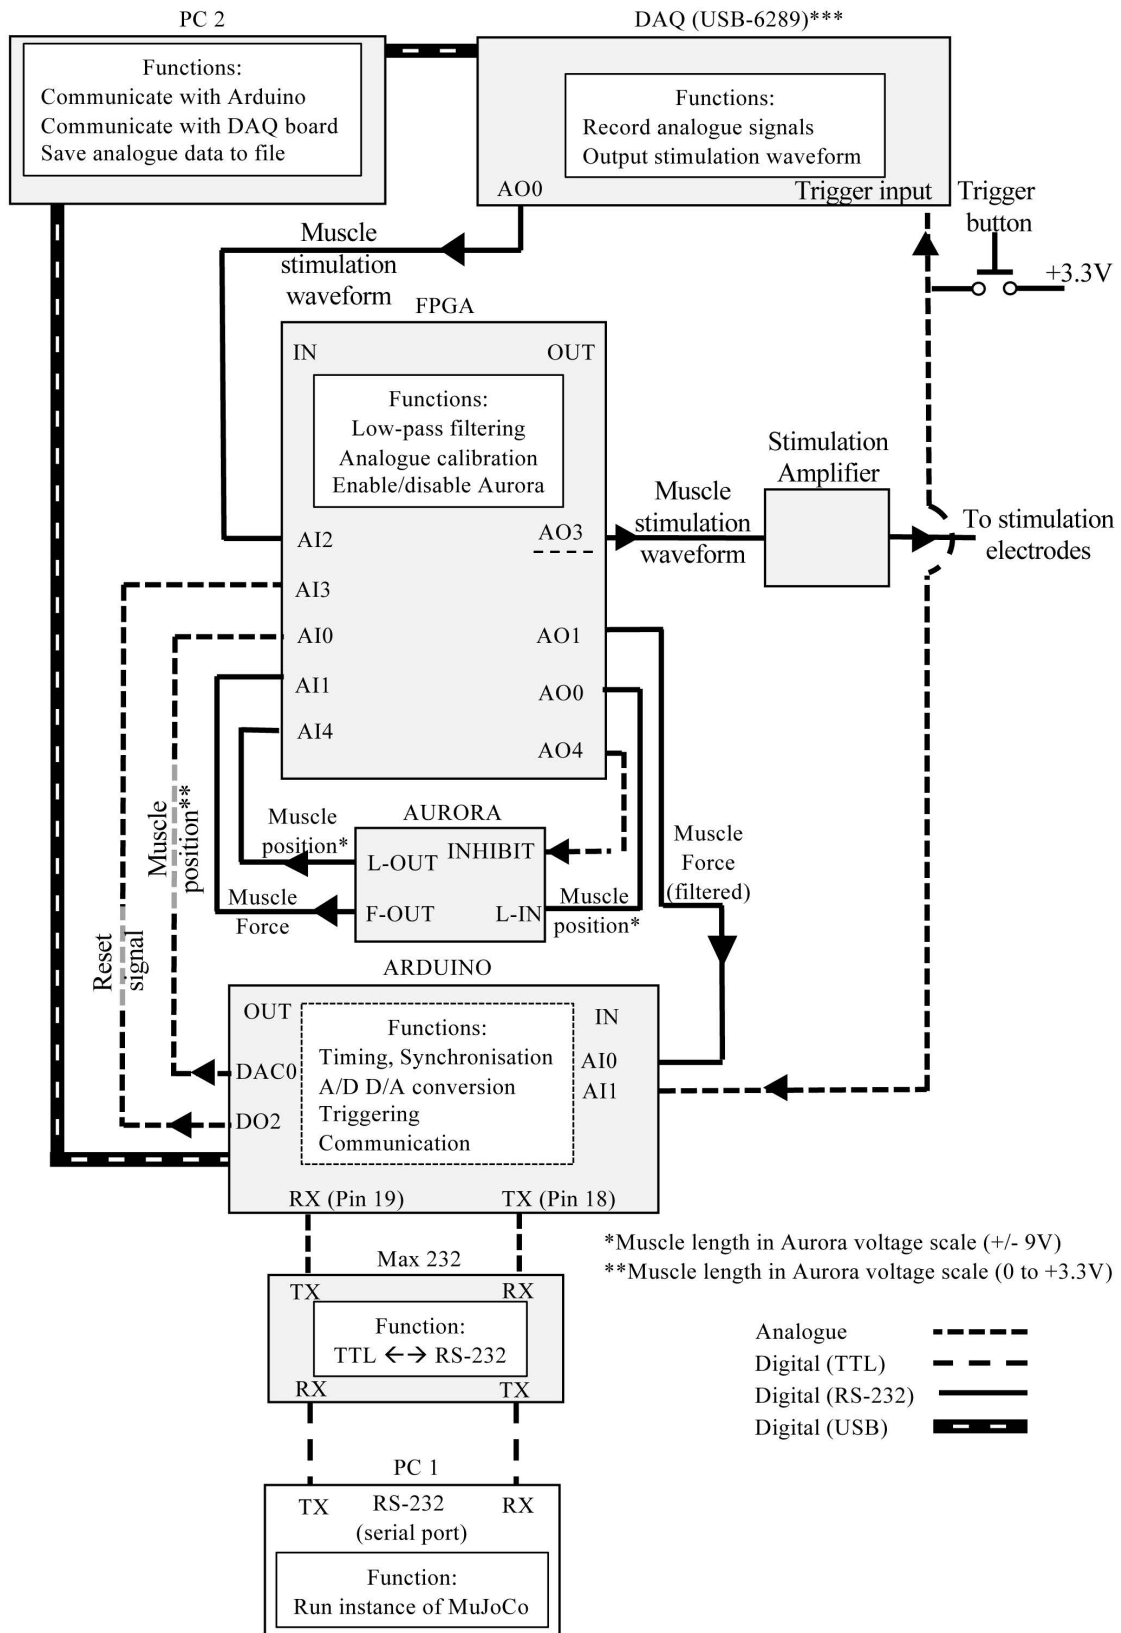 PC 2
DAQ (USB-6289)***
Functions:
Communicate with Arduino
Communicate with DAQ board
Save analogue data to file
Functions:
Record analogue signals
Output stimulation waveform
AO0
Trigger input
Trigger
button
+3.3V
Muscle
stimulation
waveform
FPGA
IN
OUT
Functions:
Low-pass filtering
Analogue calibration
Enable/disable Aurora
Stimulation
Amplifier
AI2
AI3
AI0
AI1
AI4
AO3
AO1
AO0
AO4
Muscle
stimulation
waveform
To stimulation
electrodes
Muscle
position**
Reset
signal
AURORA
Muscle
position*
Muscle
Force
L-OUT
F-OUT
INHIBIT
L-IN
Muscle
position*
Muscle
Force
(filtered)
ARDUINO
OUT
IN
Functions:
Timing, Synchronisation
A/D D/A conversion
Triggering
Communication
DAC0
DO2
AI0
AI1
RX (Pin 19)
TX (Pin 18)
Max 232
TX
RX
Function:
TTL ←→ RS-232
RX
TX
*Muscle length in Aurora voltage scale (+/- 9V)
**Muscle length in Aurora voltage scale (0 to +3.3V)
Analogue
Digital (TTL)
Digital (RS-232)
Digital (USB)
PC 1
TX
RS-232
(serial port)
RX
Function:
Run instance of MuJoCo